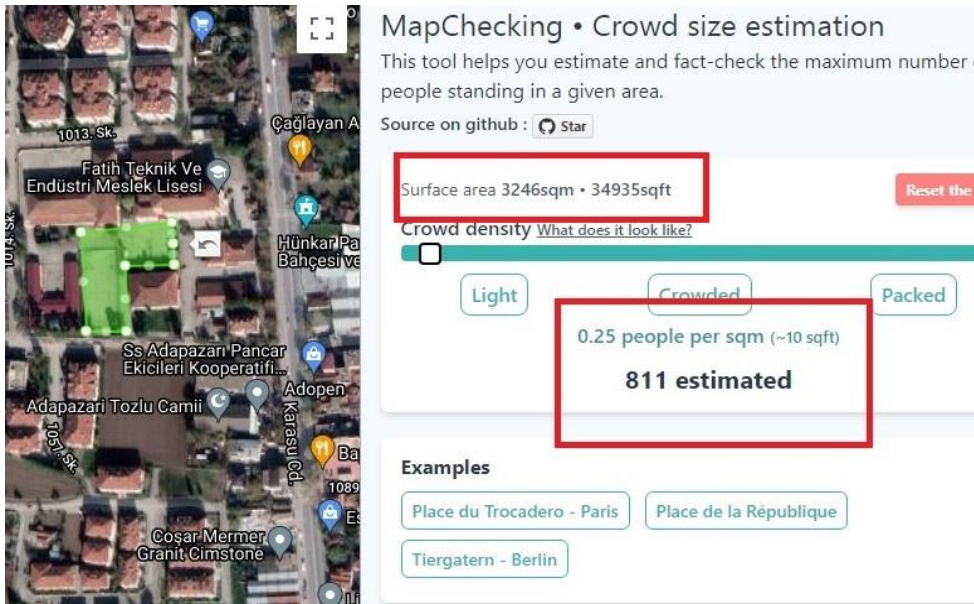 MapChecking • Crowd size estimation
This tool helps you estimate and fact-check the maximum number
people standing in a given area.
Source on github :
Star
Surface area 3246sqm • 34935sqft
Reset the
Crowd density What does it look like?
Light
Crowded
Packed
0.25 people per sqm (~10 sqft)
811 estimated
Examples
Place du Trocadero - Paris
Place de la République
Tiergatern - Berlin
1013. Sk.
Çağlayan A
Fatih Teknik Ve
Endüstri Meslek Lisesi
1014. Sk.
Hünkar Pa
Bahçesi ve
Ss Adapazarı Pancar
Ekicileri Kooperatifi...
Adopen
Adapazari Tozlu Camii
Karasu Cd.
1057. Sk.
Ba
1089
Es
Coşar Mermer
Granit Cimstone